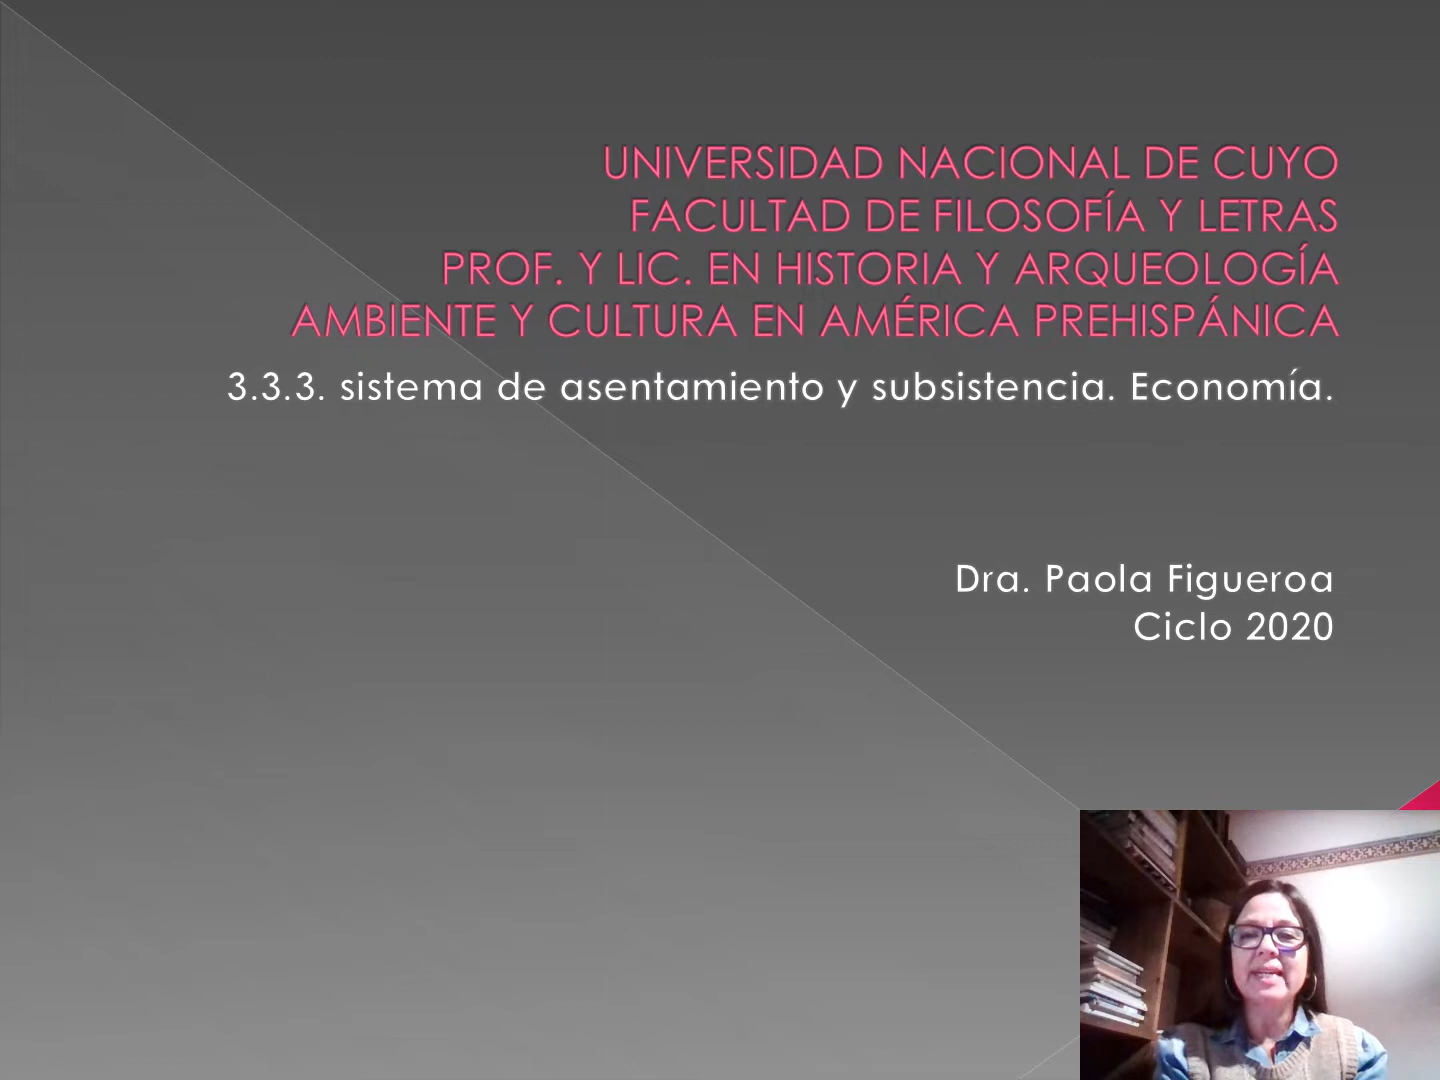 UNIVERSIDAD NACIONAL DE CUYO
FACULTAD DE FILOSOFÍA Y LETRAS
PROF. Y LIC. EN HISTORIA Y ARQUEOLOGÍA
AMBIENTE Y CULTURA EN AMÉRICA PREHISPÁNICA
3.3.3. sistema de asentamiento y subsistencia. Economía.
Dra. Paola Figueroa
Ciclo 2020